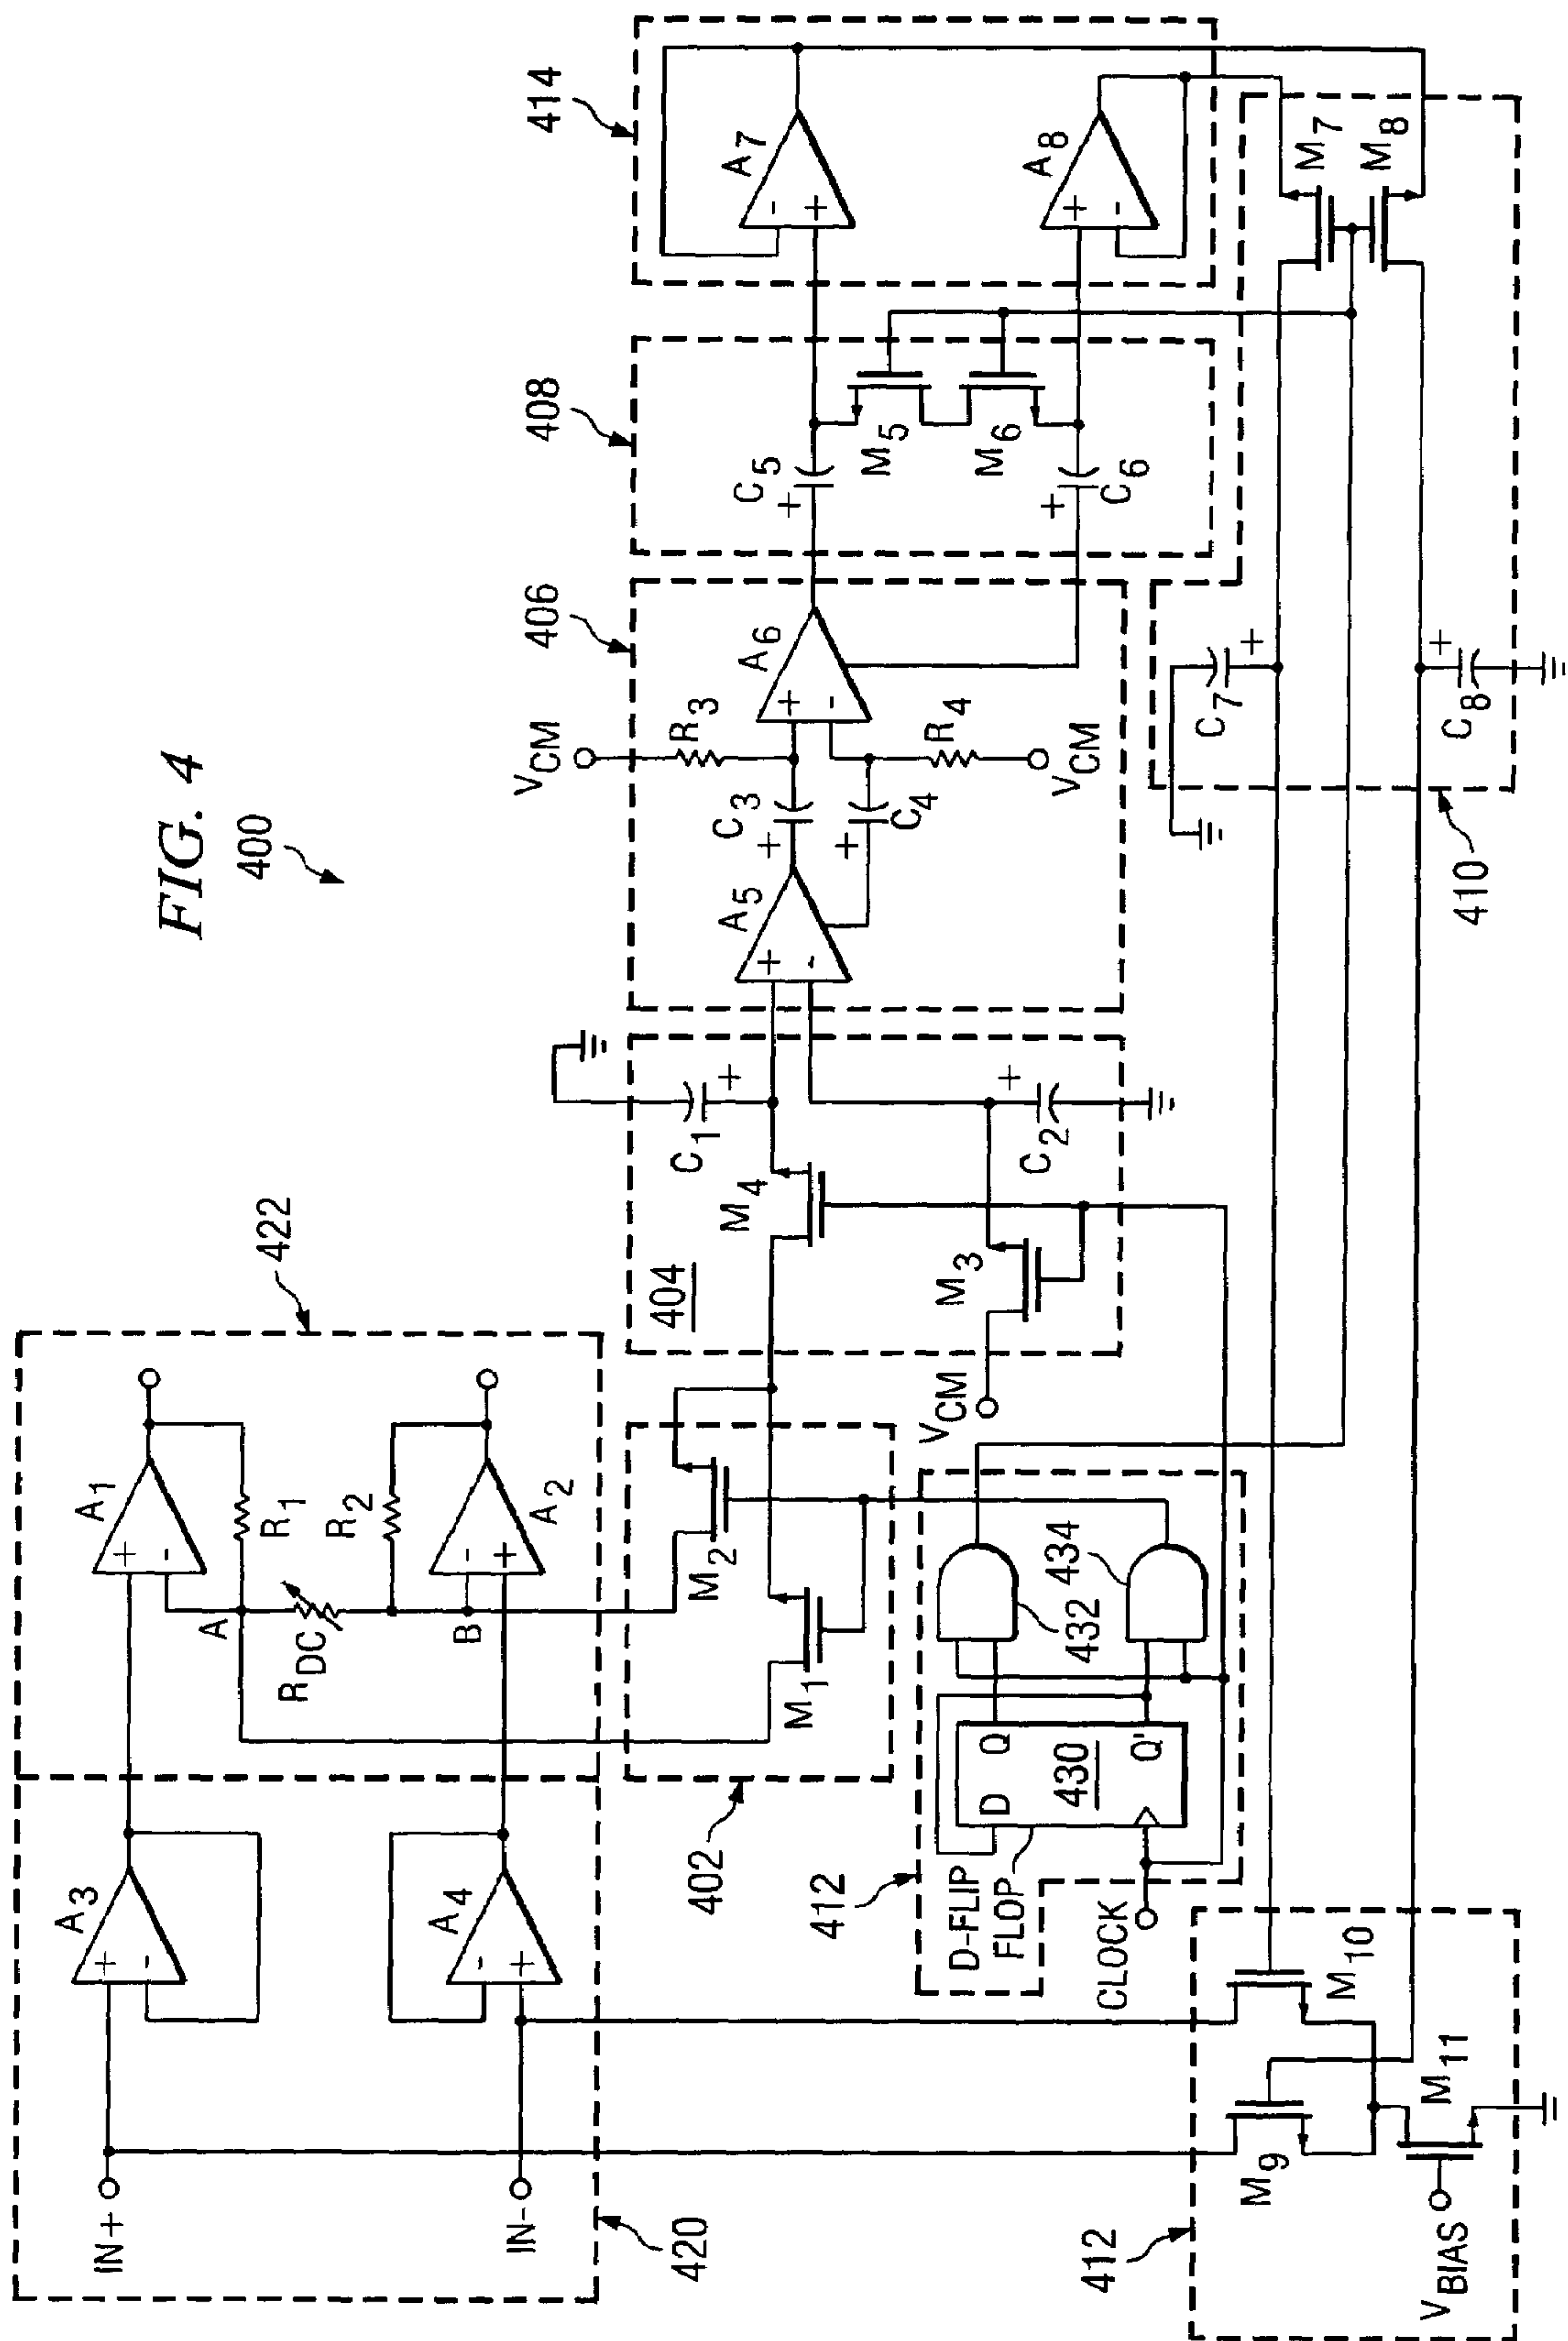 FIG. 4
400
414
A7
-
+
A8
+
-
M7
M8
408
C5
+
M5
M6
C6
+
406
A6
+
-
VCM
R3
R4
VCM
C3
+
C4
+
A5
+
-
C7
+
C8
+
410
C1
+
C2
+
M4
M3
404
VCM
422
A1
+
-
R1
R2
A2
-
+
A
RDC
B
M2
M1
402
432
434
Q
Q'
430
D
D-FLIP
FLOP
412
CLOCK
A3
+
-
A4
-
+
IN+
IN-
420
M10
M9
M11
VBIAS
412